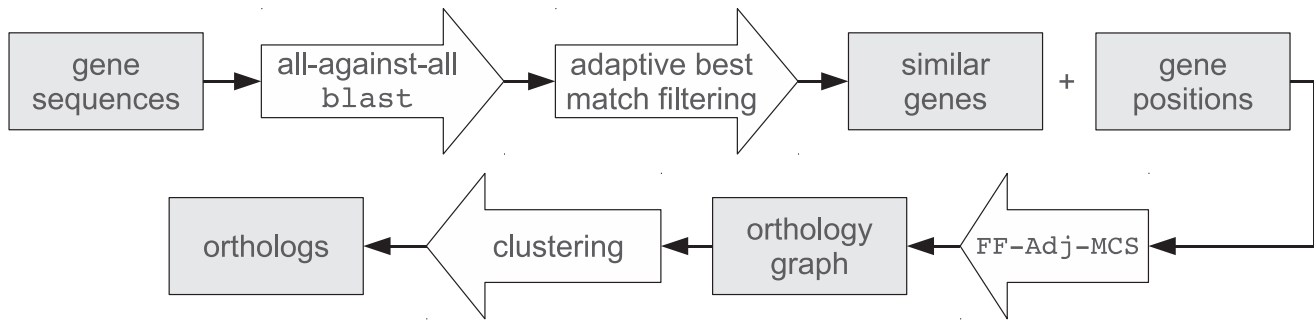 gene
sequences
all-against-all
blast
adaptive best
match filtering
similar
genes
+
gene
positions
FF-Adj-MCS
orthology
graph
clustering
orthologs